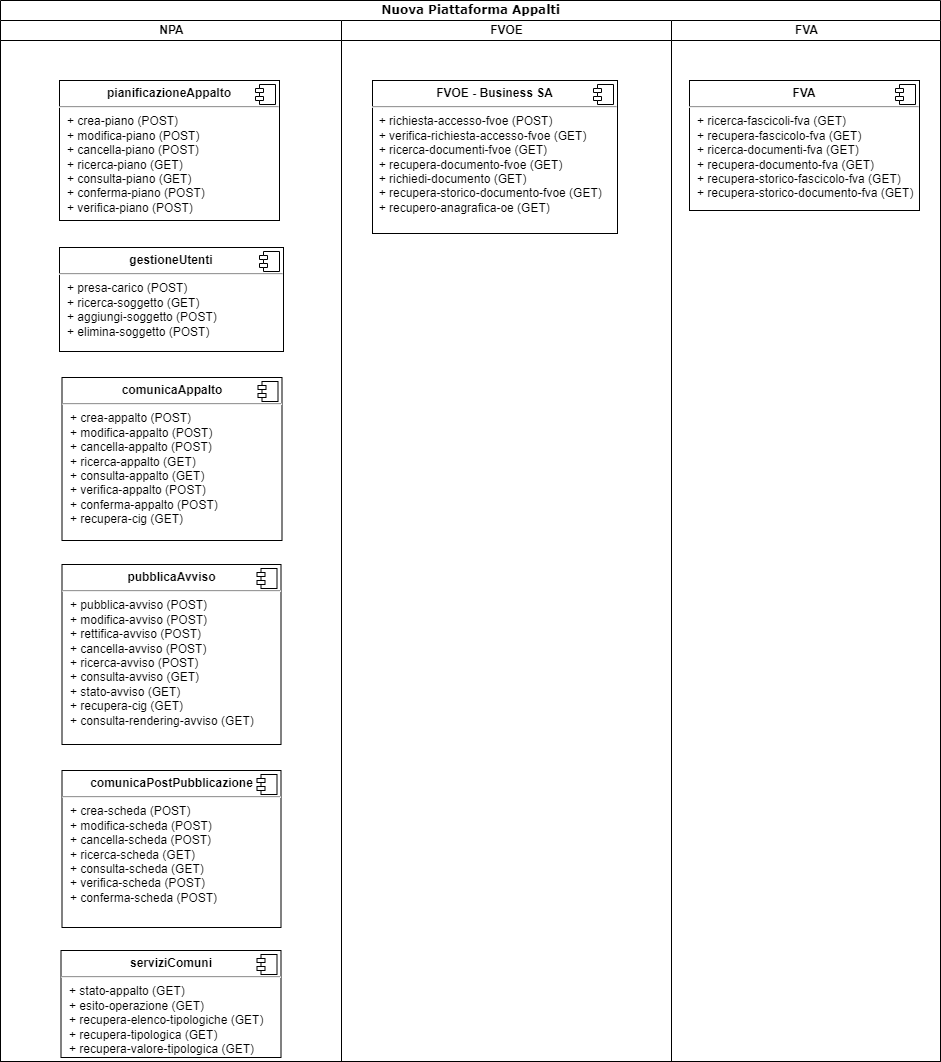 Nuova Piattaforma Appalti
NPA
FVOE
FVA
pianificazioneAppalto
+ crea-piano (POST)
+ modifica-piano (POST)
+ cancella-piano (POST)
+ ricerca-piano (GET)
+ consulta-piano (GET)
+ conferma-piano (POST)
+ verifica-piano (POST)
gestioneUtenti
+ presa-carico (POST)
+ ricerca-soggetto (GET)
+ aggiungi-soggetto (POST)
+ elimina-soggetto (POST)
comunicaAppalto
+ crea-appalto (POST)
+ modifica-appalto (POST)
+ cancella-appalto (POST)
+ ricerca-appalto (GET)
+ consulta-appalto (GET)
+ verifica-appalto (POST)
+ conferma-appalto (POST)
+ recupera-cig (GET)
pubblicaAvviso
+ pubblica-avviso (POST)
+ modifica-avviso (POST)
+ rettifica-avviso (POST)
+ cancella-avviso (POST)
+ ricerca-avviso (POST)
+ consulta-avviso (GET)
+ stato-avviso (GET)
+ recupera-cig (GET)
+ consulta-rendering-avviso (GET)
comunicaPostPubblicazione
+ crea-scheda (POST)
+ modifica-scheda (POST)
+ cancella-scheda (POST)
+ ricerca-scheda (GET)
+ consulta-scheda (GET)
+ verifica-scheda (POST)
+ conferma-scheda (POST)
serviziComuni
+ stato-appalto (GET)
+ esito-operazione (GET)
+ recupera-elenco-tipologiche (GET)
+ recupera-tipologica (GET)
+ recupera-valore-tipologica (GET)
FVOE - Business SA
+ richiesta-accesso-fvoe (POST)
+ verifica-richiesta-accesso-fvoe (GET)
+ ricerca-documenti-fvoe (GET)
+ recupera-documento-fvoe (GET)
+ richiedi-documento (GET)
+ recupera-storico-documento-fvoe (GET)
+ recupero-anagrafica-oe (GET)
FVA
+ ricerca-fascicoli-fva (GET)
+ recupera-fascicolo-fva (GET)
+ ricerca-documenti-fva (GET)
+ recupera-documento-fva (GET)
+ recupera-storico-fascicolo-fva (GET)
+ recupera-storico-documento-fva (GET)